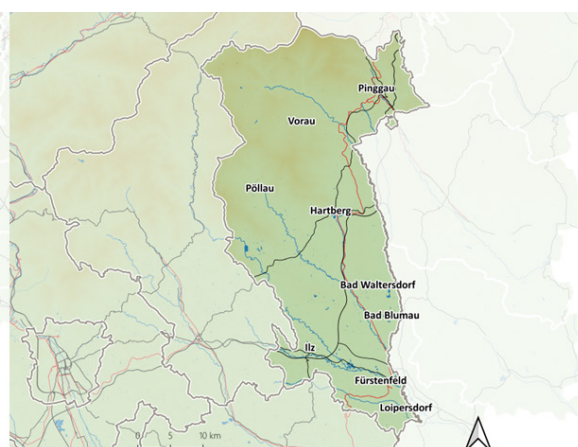 Pinggau
Vorau
Pöllau
Hartberg
Bad Waltersdorf
Bad Blumau
Ilz
Fürstenfeld
Loipersdorf
0 5 10 km